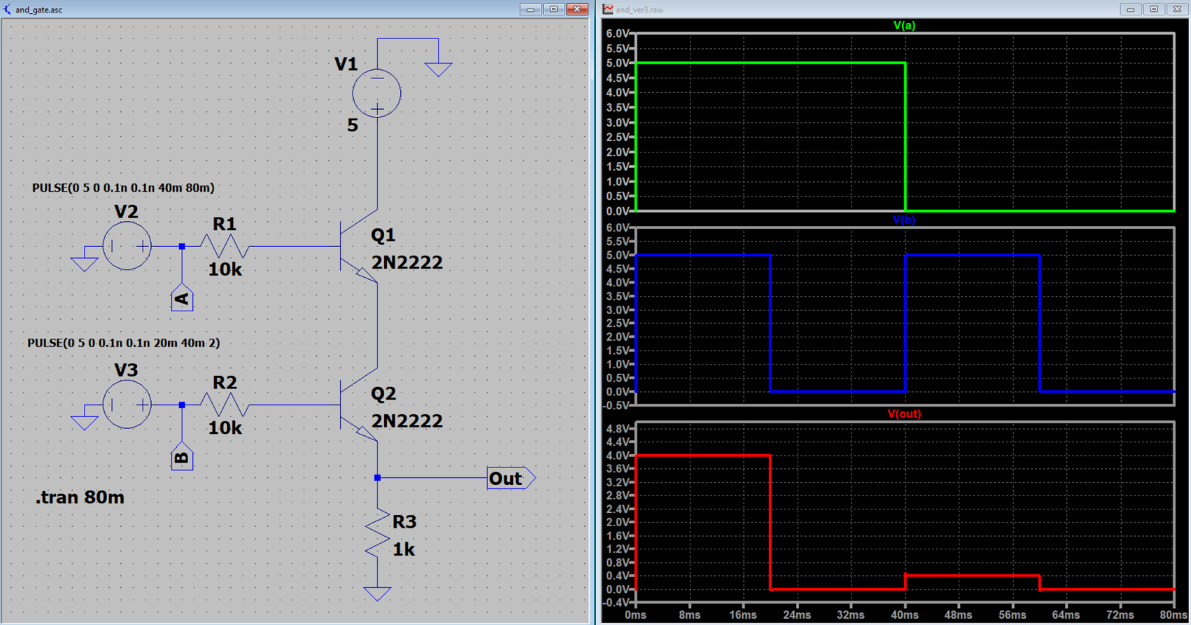 and_gate.asc
V1
5
PULSE(0 5 0 0.1n 0.1n 40m 80m)
V2
R1
10k
Q1
2N2222
A
PULSE(0 5 0 0.1n 0.1n 20m 40m 2)
V3
R2
10k
Q2
2N2222
B
Out
.tran 80m
R3
1k
and_ver3.raw
V(a)
6.0V
5.5V
5.0V
4.5V
4.0V
3.5V
3.0V
2.5V
2.0V
1.5V
1.0V
0.5V
0.0V
V(b)
6.0V
5.5V
5.0V
4.5V
4.0V
3.5V
3.0V
2.5V
2.0V
1.5V
1.0V
0.5V
0.0V
-0.5V
V(out)
4.8V
4.4V
4.0V
3.6V
3.2V
2.8V
2.4V
2.0V
1.6V
1.2V
0.8V
0.4V
0.0V
-0.4V
0ms 8ms 16ms 24ms 32ms 40ms 48ms 56ms 64ms 72ms 80ms